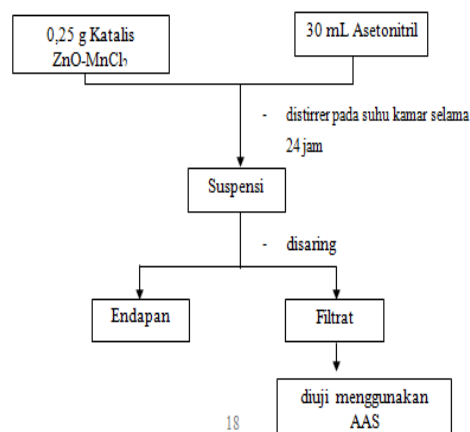 0,25 g Katalis
ZnO-MnCl₂
30 mL Asetonitril
- distirrer pada suhu kamar selama
24 jam
Suspensi
- disaring
Endapan
Filtrat
diuji menggunakan
AAS
18